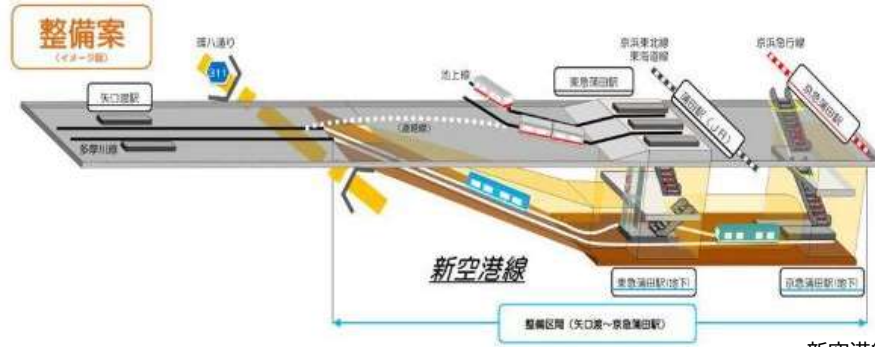 整備案
(イメージ図)
環八通り
311
矢口渡駅
多摩川線
池上線
(連絡線)
東急蒲田駅
京浜東北線
東海道線
蒲田駅(JR)
京浜急行線
京急蒲田駅
新空港線
東急蒲田駅(地下)
京急蒲田駅(地下)
整備区間(矢口渡~京急蒲田駅)